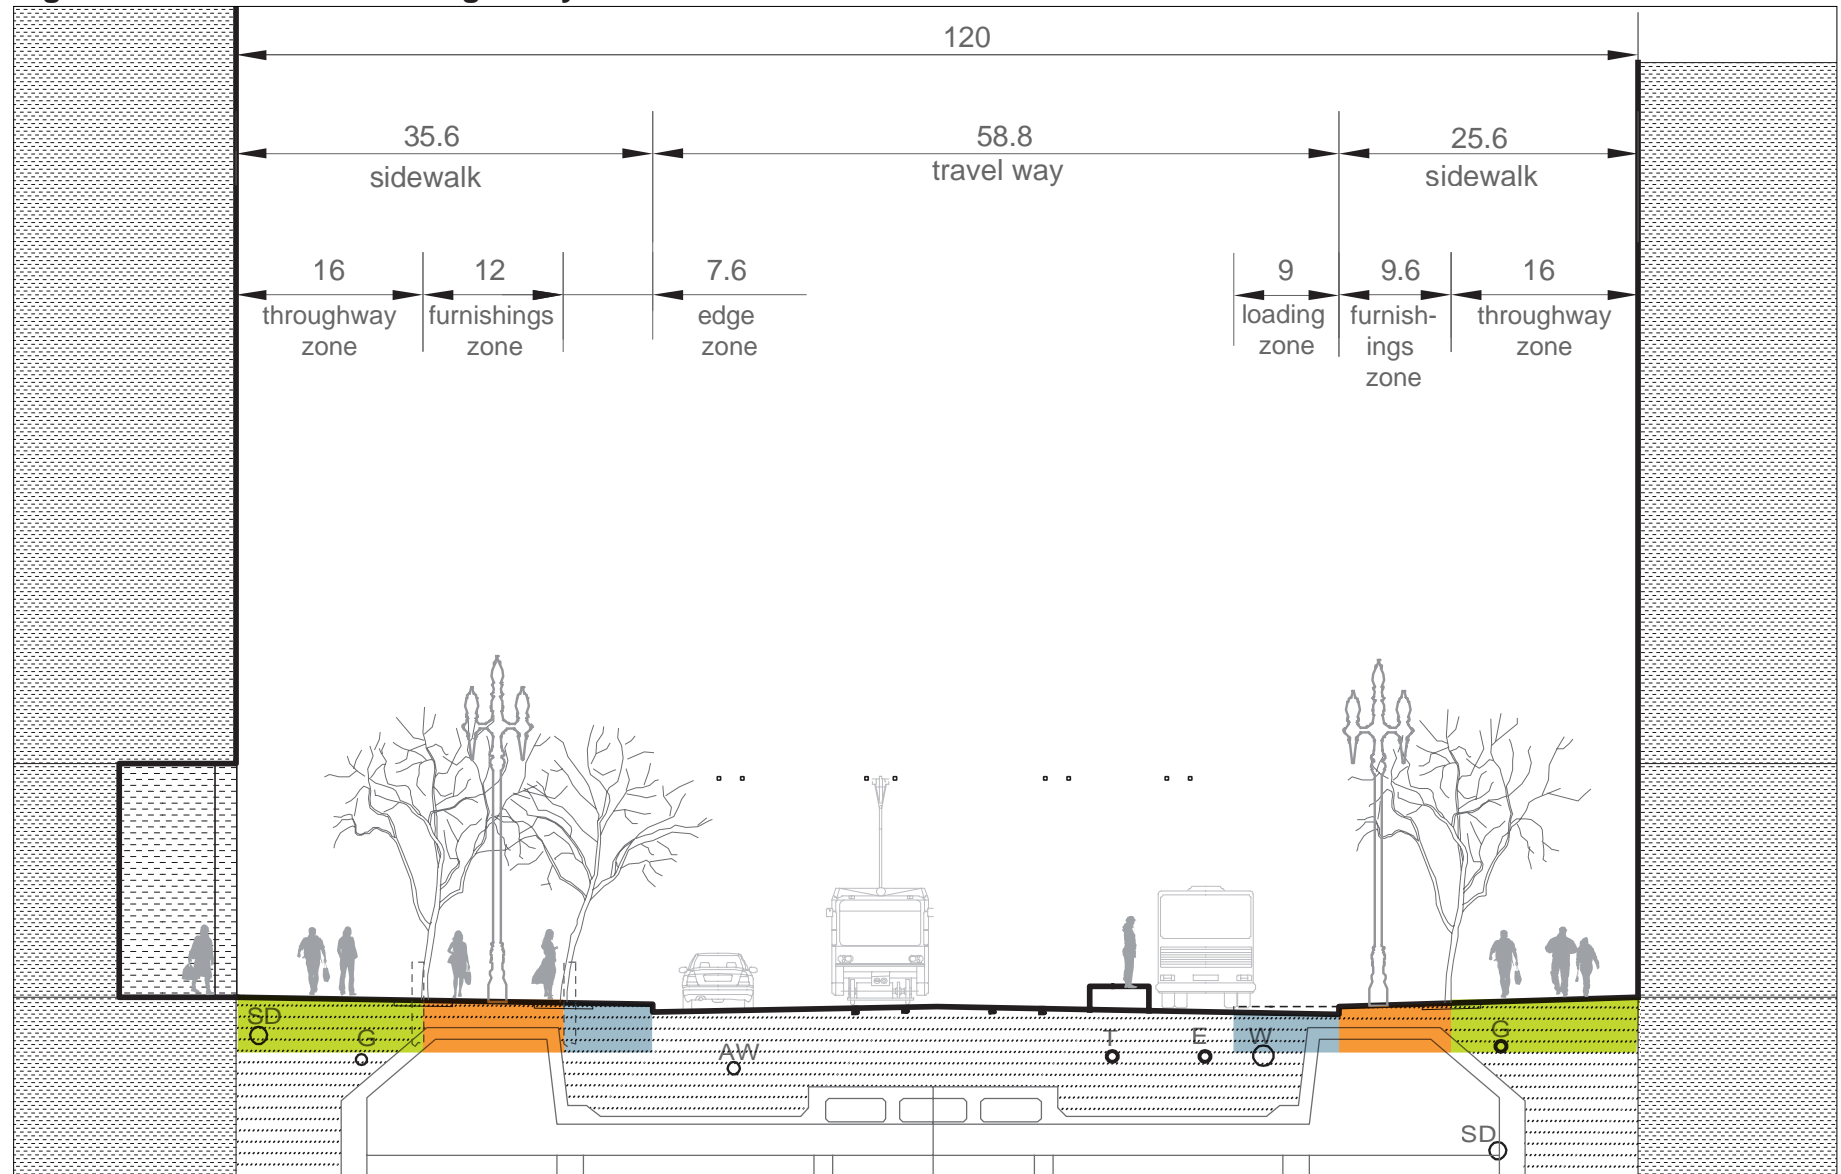 120
35.6 58.8 25.6
sidewalk travel way sidewalk
16 12 7.6 9 9.6 16
throughway furnishings edge loading furnish- throughway
zone zone zone zone ings zone
zone
SD G AW T E W G
SD